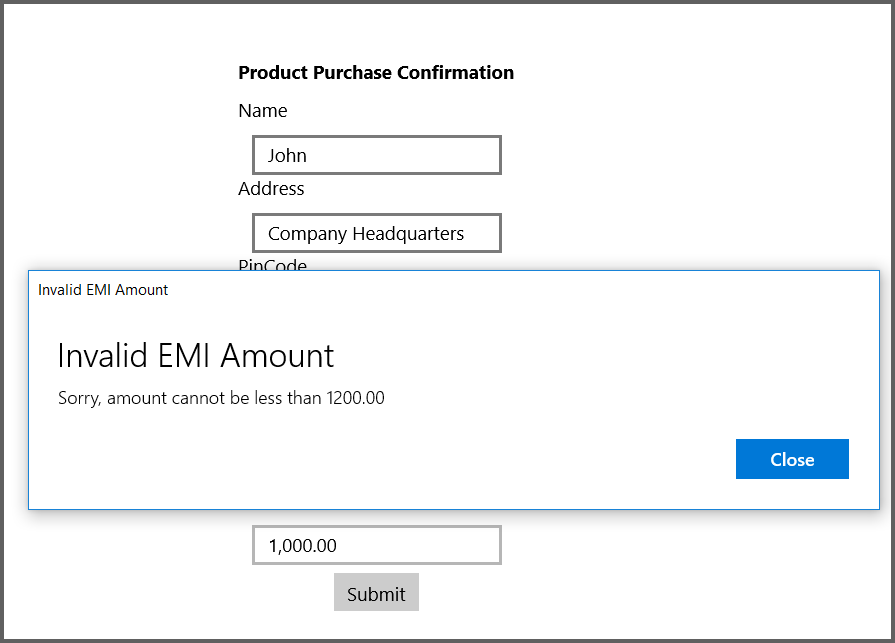 Product Purchase Confirmation
Name
John
Address
Company Headquarters
PinCode
Invalid EMI Amount
Invalid EMI Amount
Sorry, amount cannot be less than 1200.00
Close
1,000.00
Submit